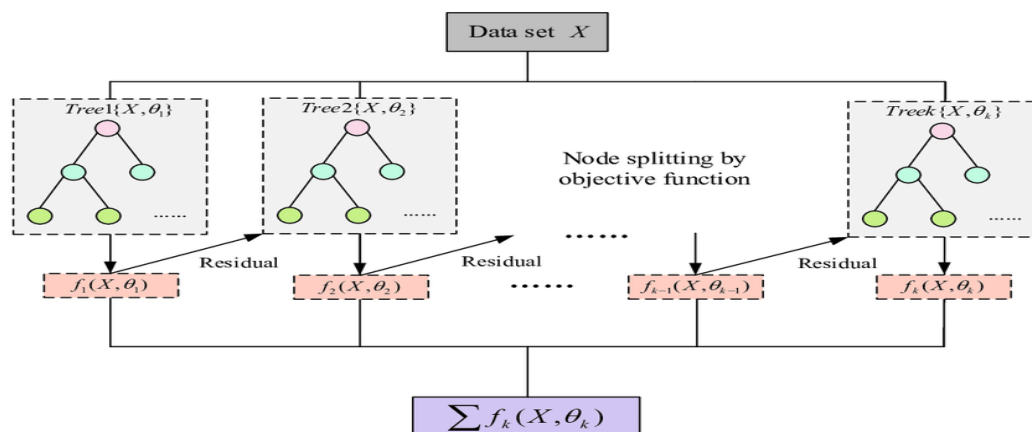 Data set X
Tree1{X,θ₁}
Tree2{X,θ₂}
Treek{X,θₖ}
Node splitting by
objective function
......
......
......
......
Residual
Residual
Residual
f₁(X,θ₁)
f₂(X,θ₂)
......
fₖ₋₁(X,θₖ₋₁)
fₖ(X,θₖ)
∑ fₖ(X,θₖ)